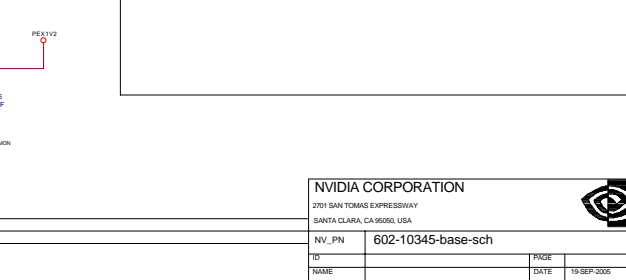 PEX1V2
NVIDIA CORPORATION
2701 SAN TOMAS EXPRESSWAY
SANTA CLARA, CA 95050, USA
NV_PN 602-10345-base-sch
ID PAGE
NAME DATE 19-SEP-2005